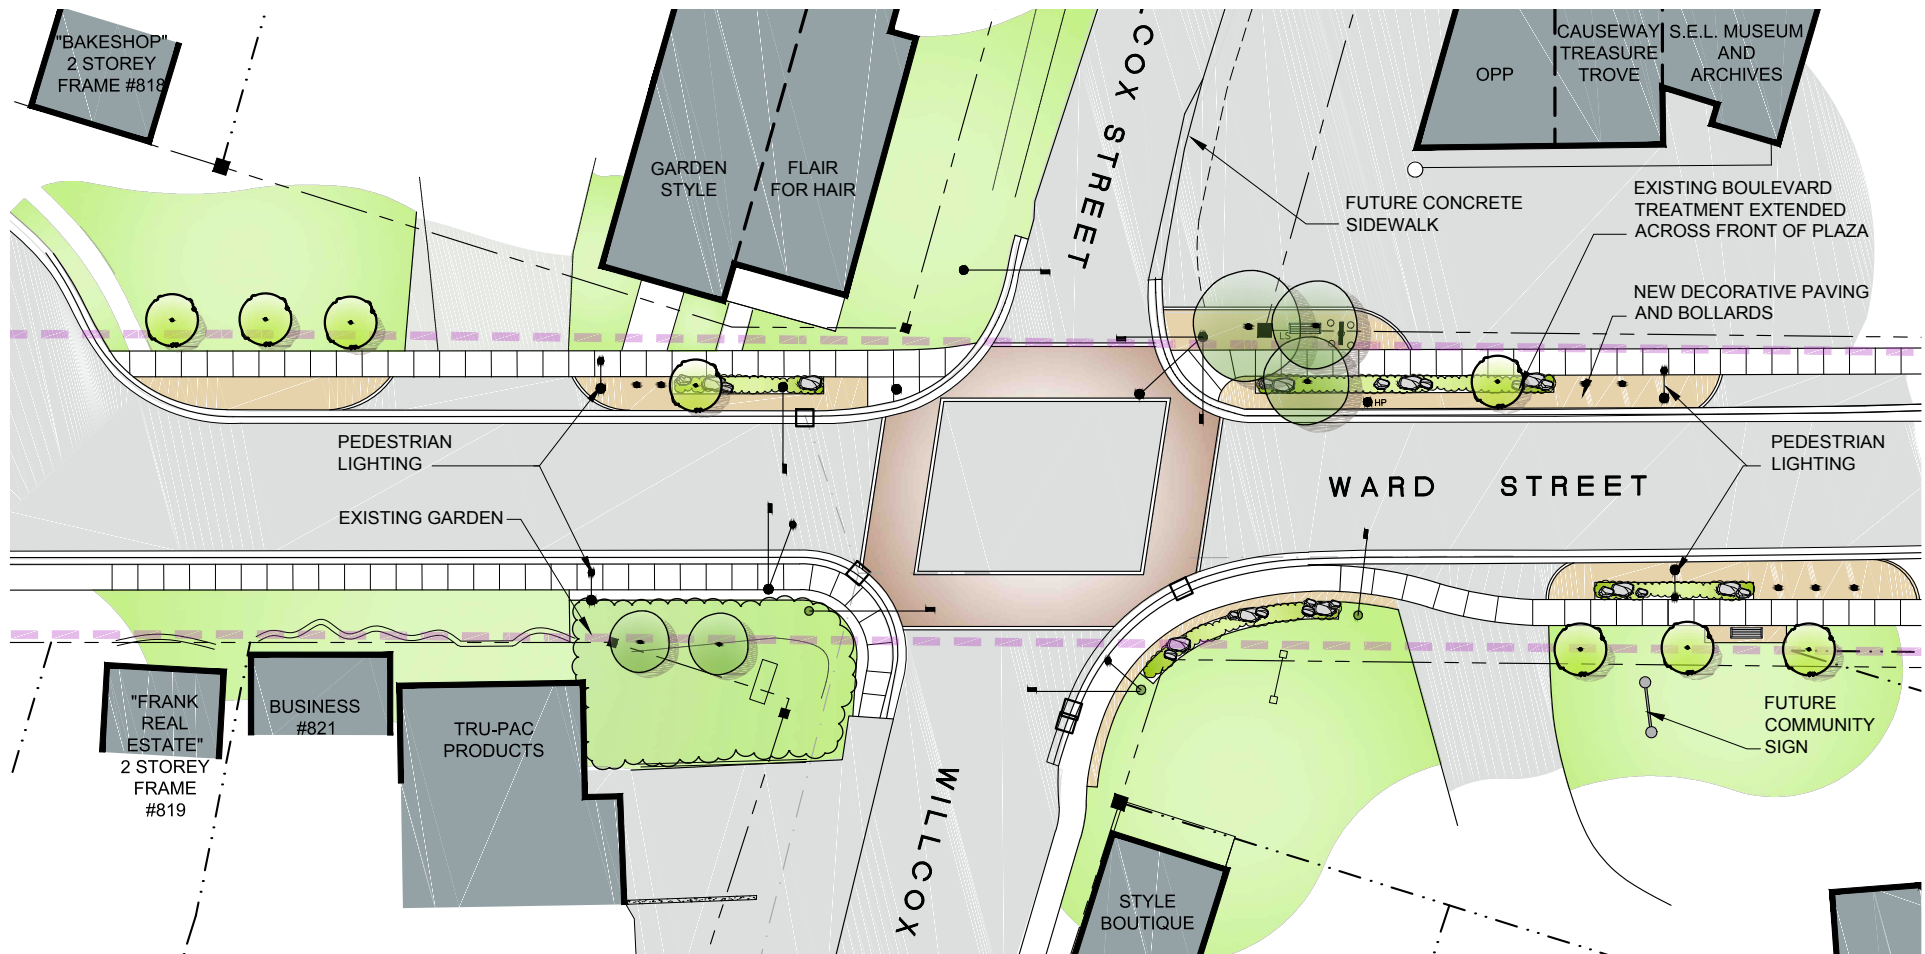 "BAKESHOP"
2 STOREY
FRAME #818
GARDEN
STYLE
FLAIR
FOR HAIR
COX STREET
OPP
CAUSEWAY
TREASURE
TROVE
S.E.L. MUSEUM
AND
ARCHIVES
FUTURE CONCRETE
SIDEWALK
EXISTING BOULEVARD
TREATMENT EXTENDED
ACROSS FRONT OF PLAZA
NEW DECORATIVE PAVING
AND BOLLARDS
LS
HP
PEDESTRIAN
LIGHTING
EXISTING GARDEN
WARD STREET
PEDESTRIAN
LIGHTING
"FRANK
REAL
ESTATE"
2 STOREY
FRAME
#819
BUSINESS
#821
TRU-PAC
PRODUCTS
WILLCOX
STYLE
BOUTIQUE
FUTURE
COMMUNITY
SIGN